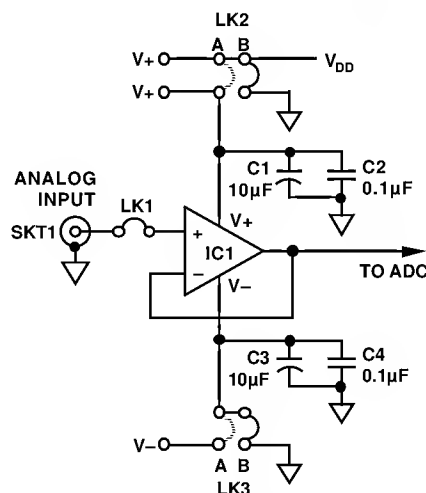 LK2
V+ A B VDD
V+
C1
10µF
C2
0.1µF
ANALOG
INPUT
LK1
SKT1
+
V+
IC1
–
V–
TO ADC
C3
10µF
C4
0.1µF
V– A B
LK3